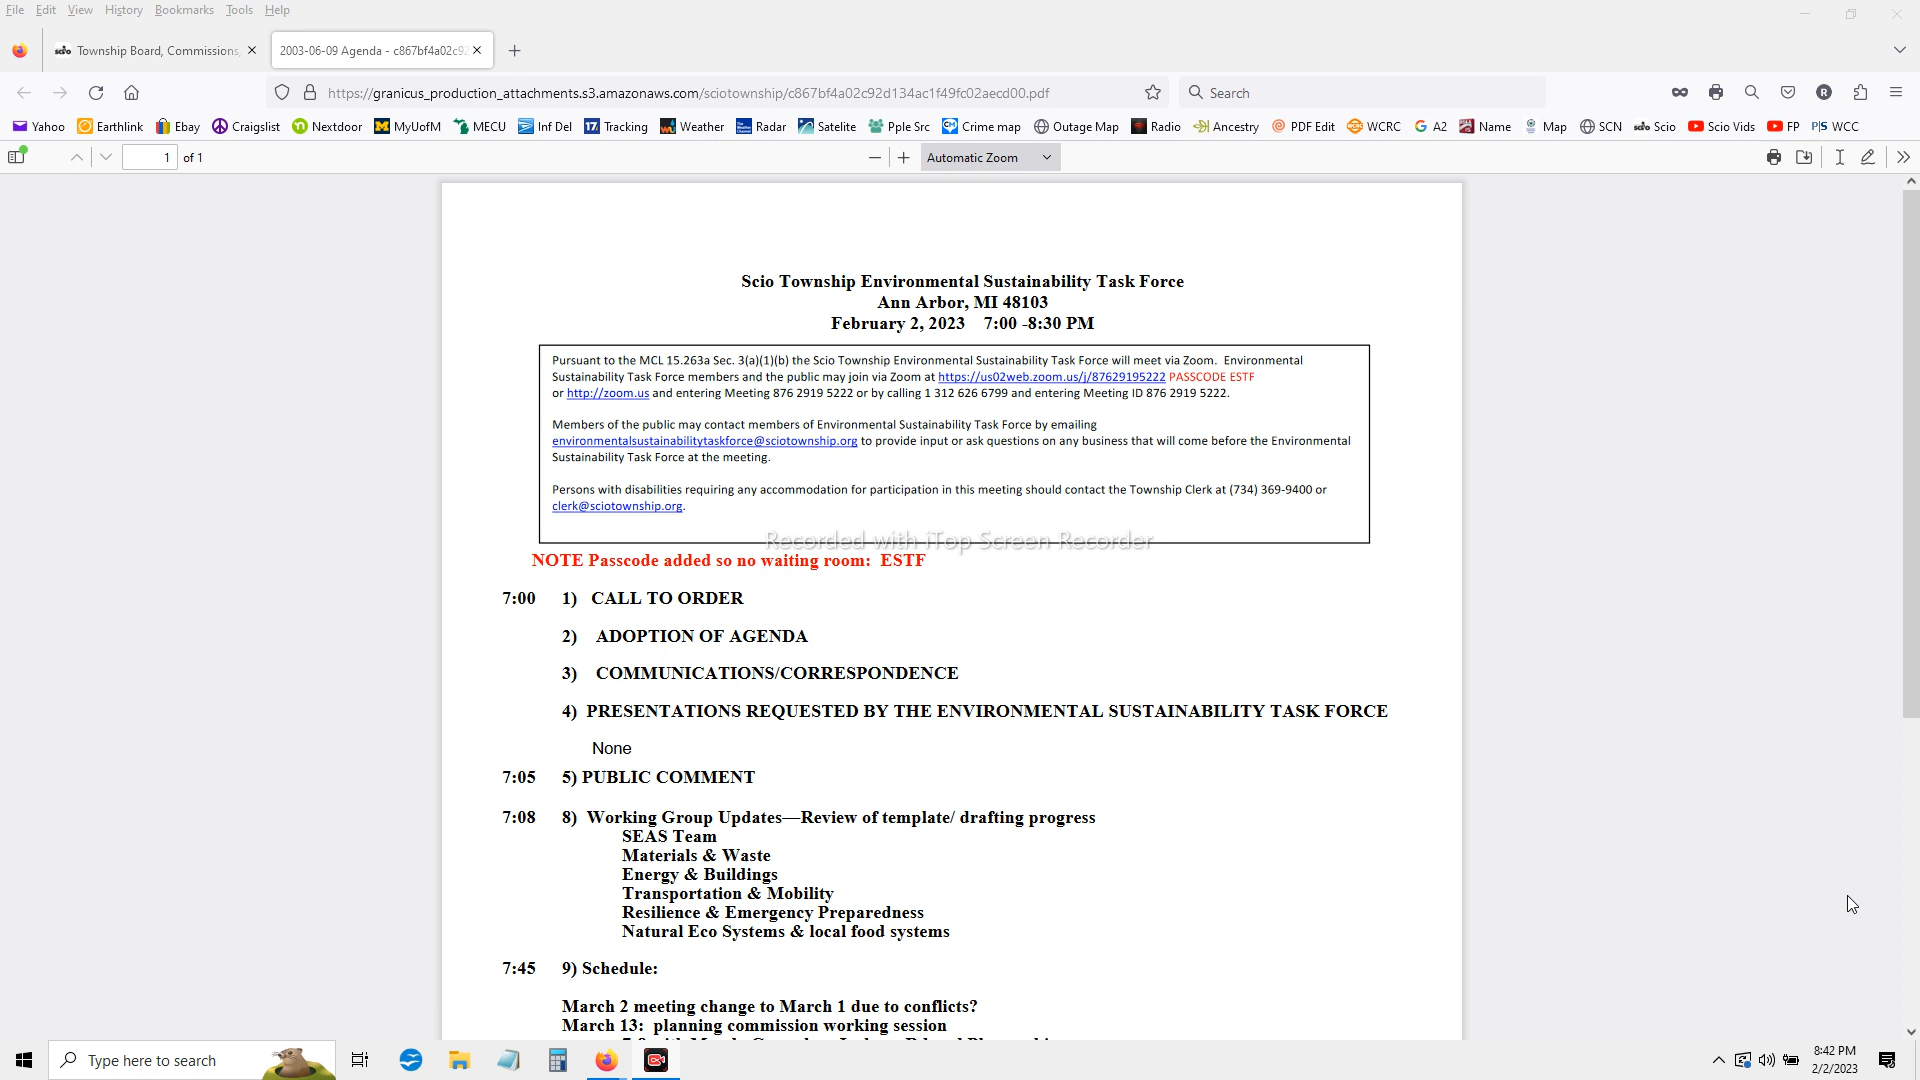 File Edit View History Bookmarks Tools Help
Township Board, Commissions,
2003-06-09 Agenda - c867bf4a02c92
https://granicus_production_attachments.s3.amazonaws.com/sciotownship/c867bf4a02c92d134ac1f49fc02aecd00.pdf
Search
Yahoo Earthlink Ebay Craigslist Nextdoor MyUofM MECU Inf Del Tracking Weather Radar Satelite Pple Src Crime map Outage Map Radio Ancestry PDF Edit WCRC A2 Name Map SCN Scio Scio Vids FP WCC
1 of 1
Automatic Zoom
Scio Township Environmental Sustainability Task Force
Ann Arbor, MI 48103
February 2, 2023 7:00 -8:30 PM
Pursuant to the MCL 15.263a Sec. 3(a)(1)(b) the Scio Township Environmental Sustainability Task Force will meet via Zoom. Environmental
Sustainability Task Force members and the public may join via Zoom at https://us02web.zoom.us/j/87629195222 PASSCODE ESTF
or http://zoom.us and entering Meeting 876 2919 5222 or by calling 1 312 626 6799 and entering Meeting ID 876 2919 5222.
Members of the public may contact members of Environmental Sustainability Task Force by emailing
environmentalsustainabilitytaskforce@sciotownship.org to provide input or ask questions on any business that will come before the Environmental
Sustainability Task Force at the meeting.
Persons with disabilities requiring any accommodation for participation in this meeting should contact the Township Clerk at (734) 369-9400 or
clerk@sciotownship.org.
Recorded with iTop Screen Recorder
NOTE Passcode added so no waiting room: ESTF
7:00 1) CALL TO ORDER
2) ADOPTION OF AGENDA
3) COMMUNICATIONS/CORRESPONDENCE
4) PRESENTATIONS REQUESTED BY THE ENVIRONMENTAL SUSTAINABILITY TASK FORCE
None
7:05 5) PUBLIC COMMENT
7:08 8) Working Group Updates—Review of template/ drafting progress
SEAS Team
Materials & Waste
Energy & Buildings
Transportation & Mobility
Resilience & Emergency Preparedness
Natural Eco Systems & local food systems
7:45 9) Schedule:
March 2 meeting change to March 1 due to conflicts?
March 13: planning commission working session
Type here to search
8:42 PM
2/2/2023